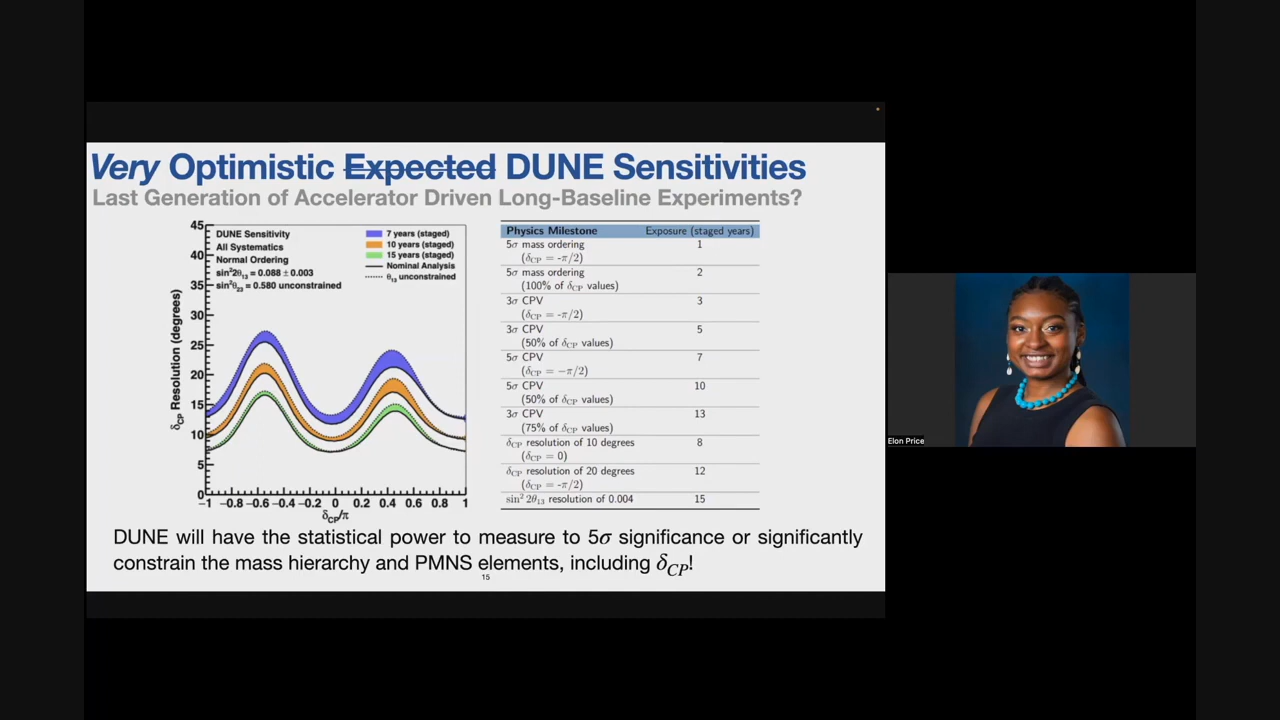 Very Optimistic Expected DUNE Sensitivities
Last Generation of Accelerator Driven Long-Baseline Experiments?
DUNE Sensitivity
All Systematics
Normal Ordering
sin²2θ₁₃ = 0.088 ± 0.003
sin²θ₂₃ = 0.580 unconstrained
7 years (staged)
10 years (staged)
15 years (staged)
Nominal Analysis
θ₁₃ unconstrained
45
40
35
30
25
20
15
10
5
0
δCP Resolution (degrees)
−1 −0.8 −0.6 −0.4 −0.2 0 0.2 0.4 0.6 0.8 1
δCP/π
Physics Milestone Exposure (staged years)
5σ mass ordering 1
(δCP = -π/2)
5σ mass ordering 2
(100% of δCP values)
3σ CPV 3
(δCP = -π/2)
3σ CPV 5
(50% of δCP values)
5σ CPV 7
(δCP = −π/2)
5σ CPV 10
(50% of δCP values)
3σ CPV 13
(75% of δCP values)
δCP resolution of 10 degrees 8
(δCP = 0)
δCP resolution of 20 degrees 12
(δCP = -π/2)
sin² 2θ₁₃ resolution of 0.004 15
DUNE will have the statistical power to measure to 5σ significance or significantly
constrain the mass hierarchy and PMNS elements, including δCP!
15
Elon Price